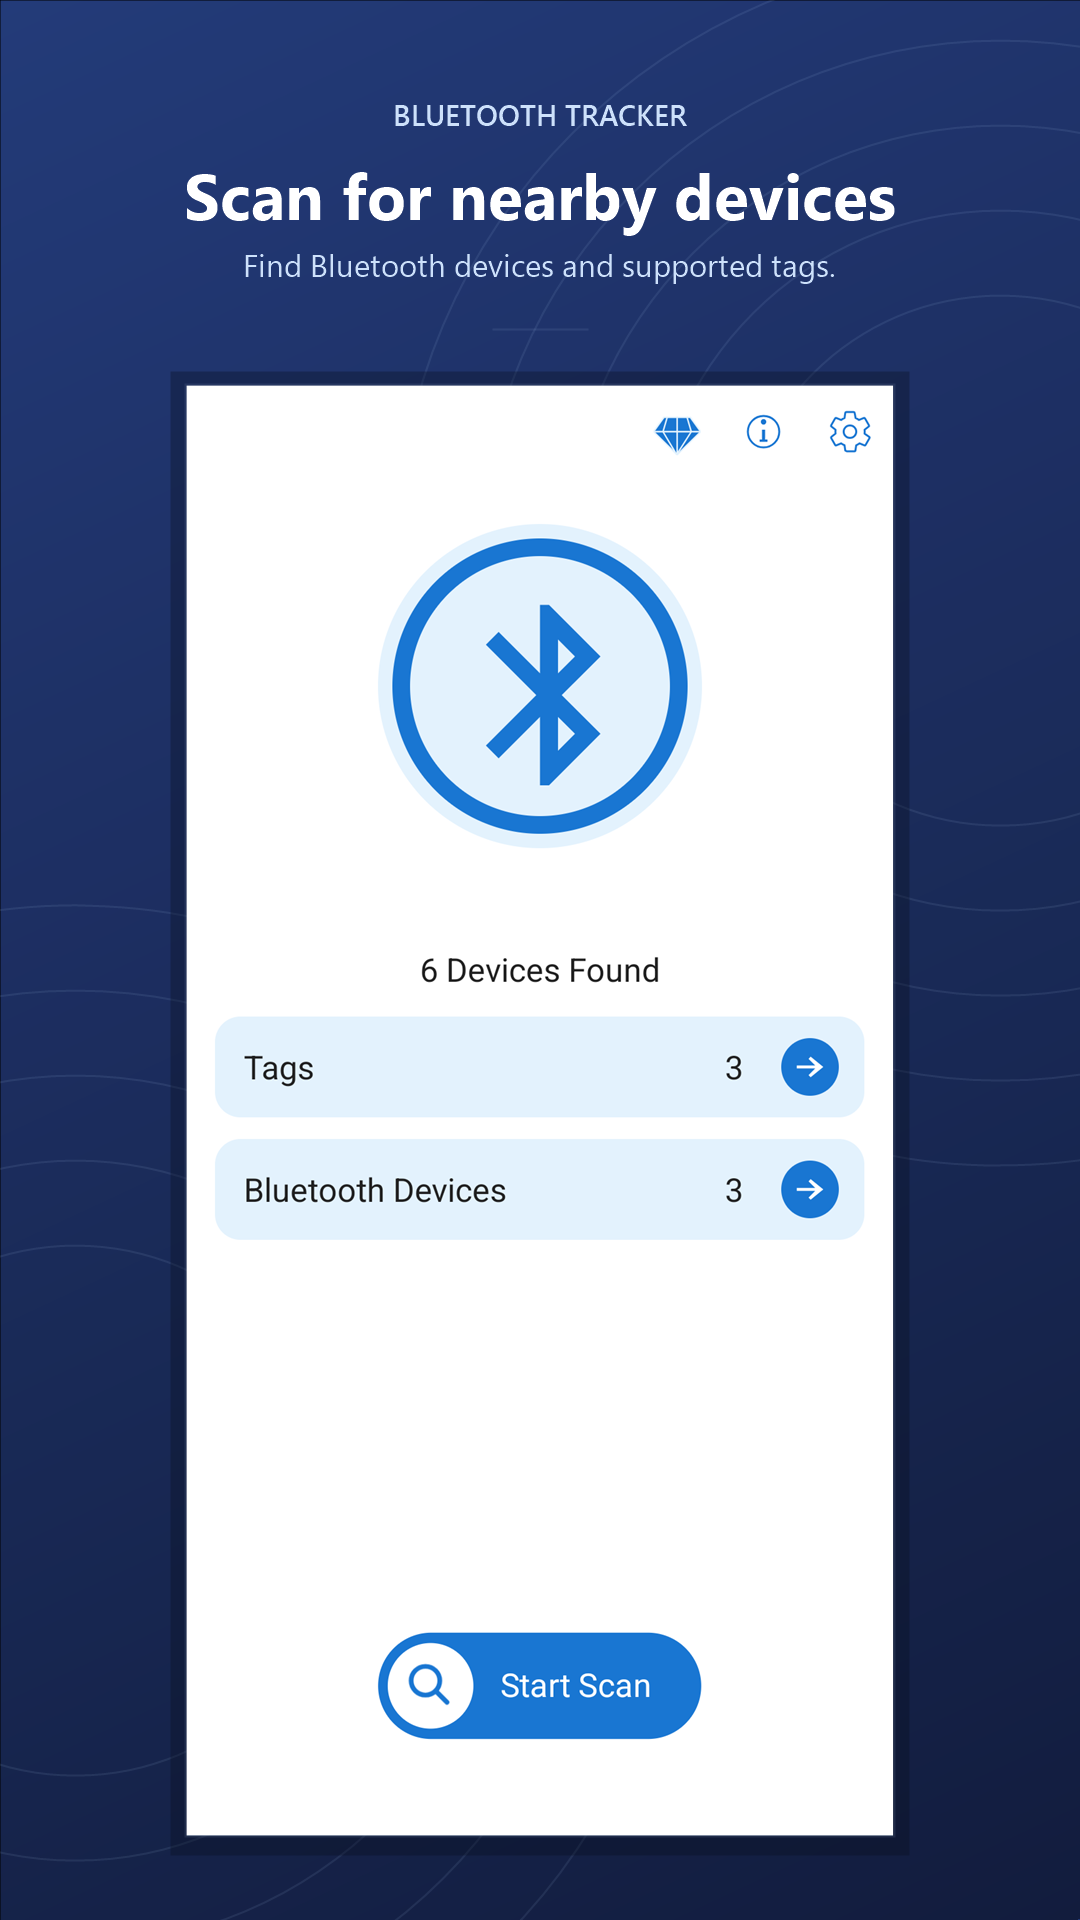 BLUETOOTH TRACKER
Scan for nearby devices
Find Bluetooth devices and supported tags.
6 Devices Found
Tags 3
Bluetooth Devices 3
Start Scan